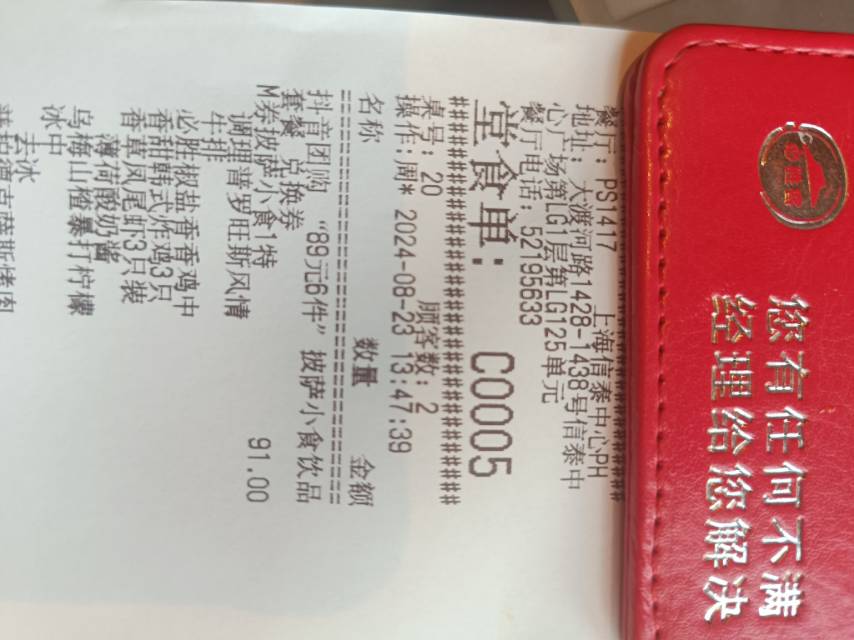 餐厅: PST417 上海信泰中心PH
地址: 大渡河路1428-1438号信泰中
心广场第LG1层第LG125单元
餐厅电话: 52195633
堂食单: C0005
桌号: 20 顾客数: 2
操作: 周* 2024-08-23 13:47:39
名称 数量 金额
抖音团购 "89元6件" 披萨小食饮品
套餐 兑换券
M券披萨小食1特 91.00
调理普罗旺斯风情
牛排
必胜椒盐香香鸡中
香甜韩式炸鸡3只
香草凤尾虾3只装
薄荷酸奶酱
乌梅山楂暴打柠檬
冰中
去冰
您有任何不满
经理给您解决